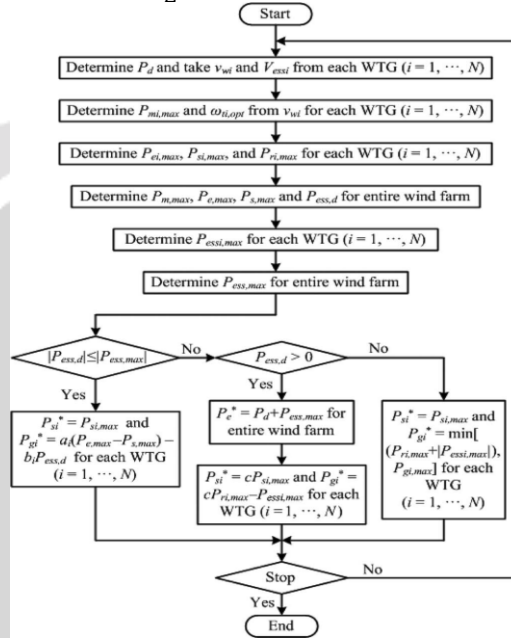 Start
Determine P_d and take v_wi and V_essi from each WTG (i = 1, ···, N)
Determine P_mi,max and ω_ti,opt from v_wi for each WTG (i = 1, ···, N)
Determine P_ei,max, P_si,max, and P_ri,max for each WTG (i = 1, ···, N)
Determine P_m,max, P_e,max, P_s,max and P_ess,d for entire wind farm
Determine P_essi,max for each WTG (i = 1, ···, N)
Determine P_ess,max for entire wind farm
|P_ess,d|≤|P_ess,max|
No
P_ess,d > 0
No
Yes
Yes
P_si* = P_si,max and
P_gi* = a_i(P_e,max−P_s,max)−
b_iP_ess,d for each WTG
(i = 1, ···, N)
P_e* = P_d+P_ess,max for
entire wind farm
P_si* = cP_si,max and P_gi* =
cP_ri,max−P_essi,max for each
WTG (i = 1, ···, N)
P_si* = P_si,max and
P_gi* = min[
(P_ri,max+|P_essi,max|),
P_gi,max] for each
WTG
(i = 1, ···, N)
Stop
No
Yes
End